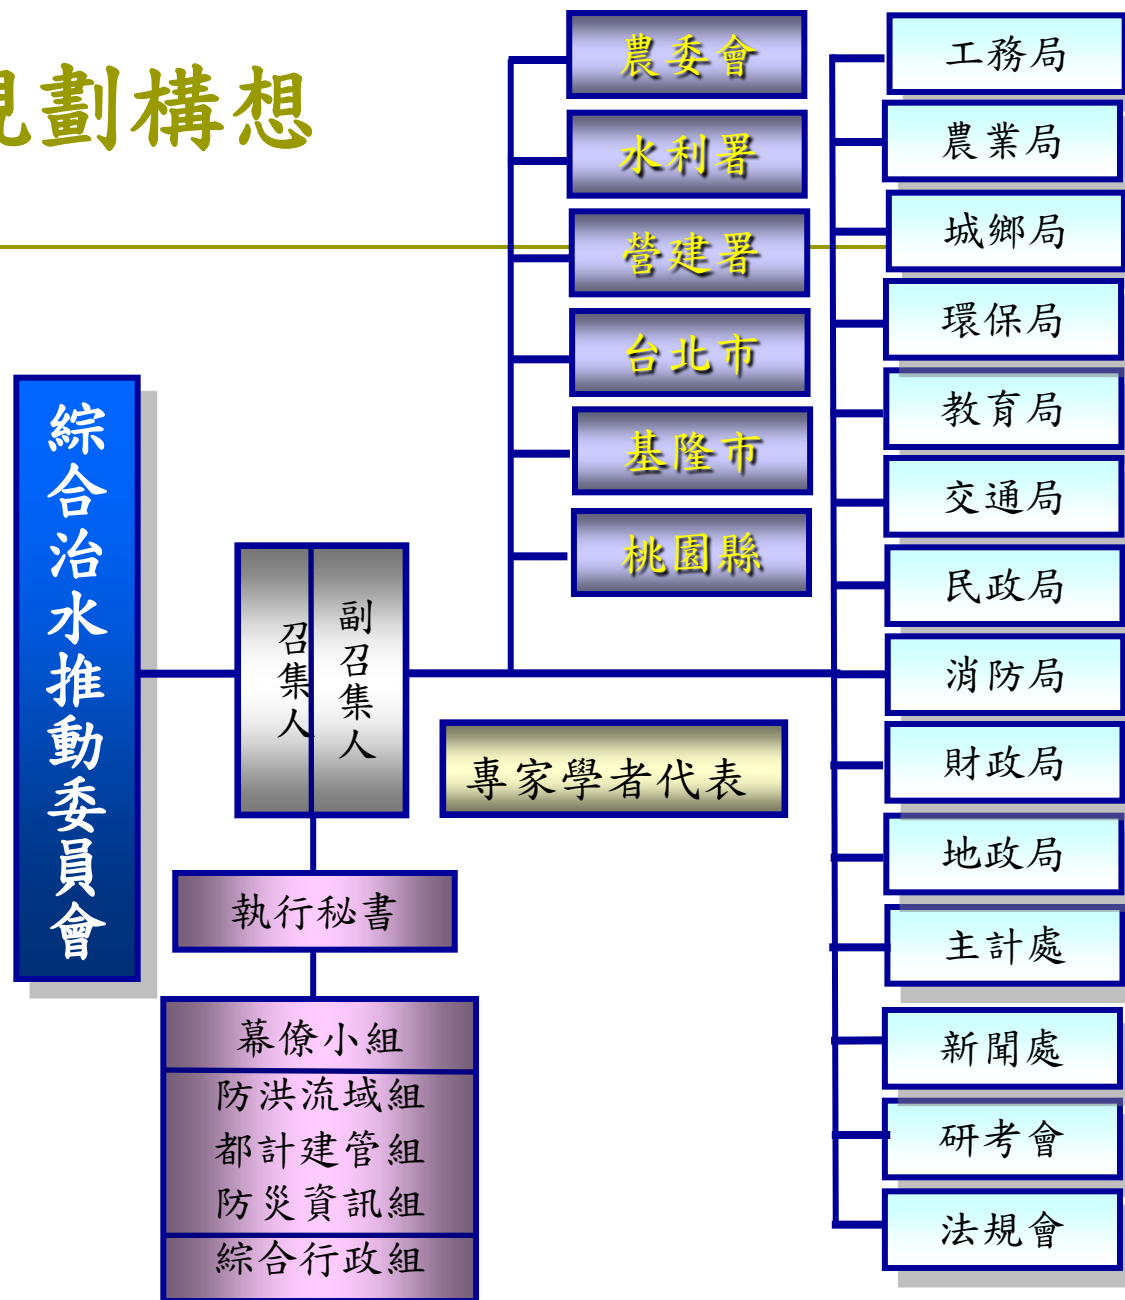 規劃構想
綜合治水推動委員會
召集人
副召集人
執行秘書
幕僚小組
防洪流域組
都計建管組
防災資訊組
綜合行政組
專家學者代表
農委會
水利署
營建署
台北市
基隆市
桃園縣
工務局
農業局
城鄉局
環保局
教育局
交通局
民政局
消防局
財政局
地政局
主計處
新聞處
研考會
法規會